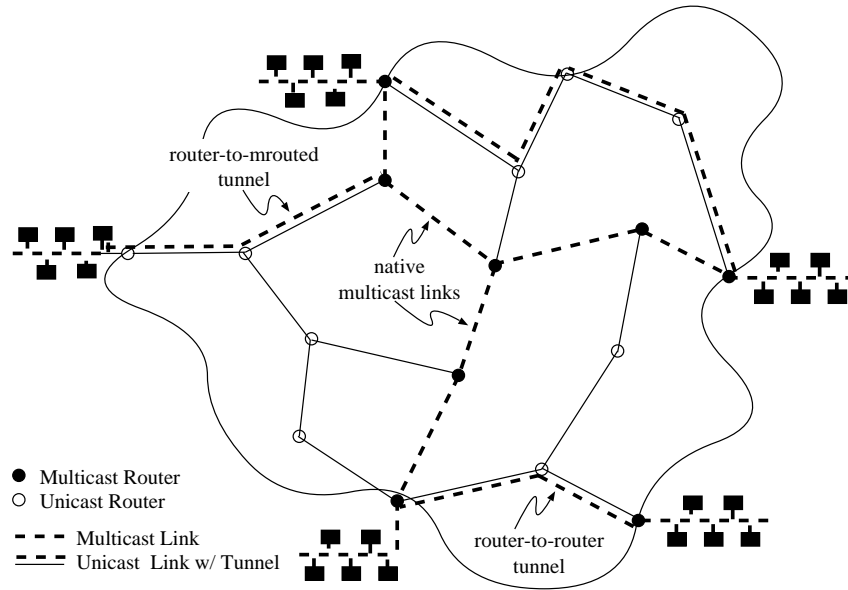 router-to-mrouted
tunnel
native
multicast links
Multicast Router
Unicast Router
Multicast Link
Unicast Link w/ Tunnel
router-to-router
tunnel